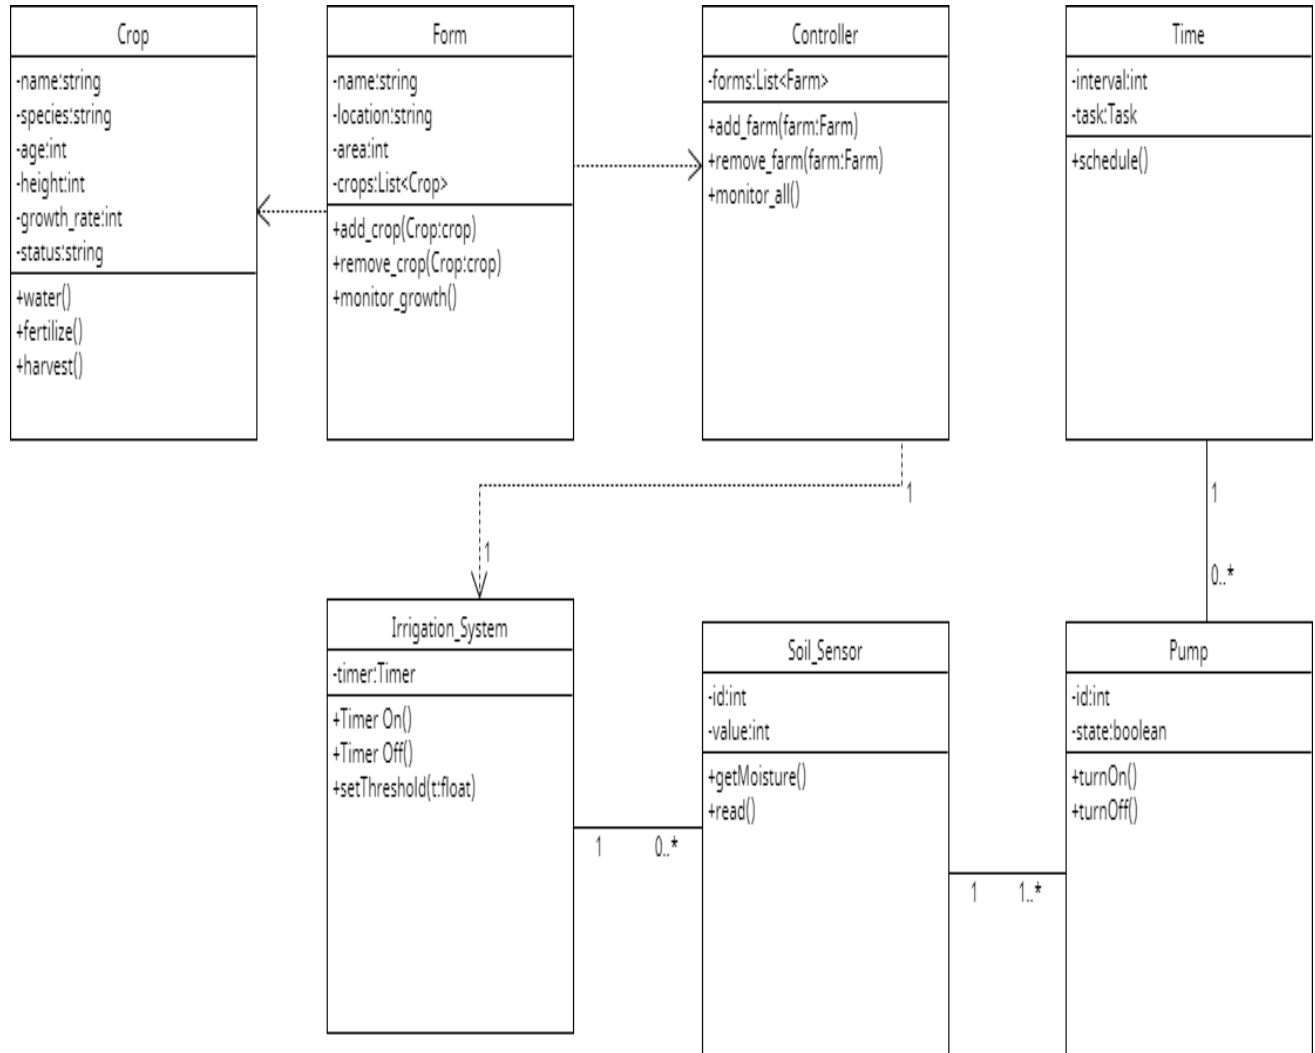 Crop
-name:string
-species:string
-age:int
-height:int
-growth_rate:int
-status:string
+water()
+fertilize()
+harvest()
Form
-name:string
-location:string
-area:int
-crops:List<Crop>
+add_crop(Crop:crop)
+remove_crop(Crop:crop)
+monitor_growth()
Controller
-forms:List<Farm>
+add_farm(farm:Farm)
+remove_farm(farm:Farm)
+monitor_all()
Time
-interval:int
-task:Task
+schedule()
1
1
1
0..*
Irrigation_System
-timer:Timer
+Timer On()
+Timer Off()
+setThreshold(t:float)
1
0..*
Soil_Sensor
-id:int
-value:int
+getMoisture()
+read()
1
1..*
Pump
-id:int
-state:boolean
+turnOn()
+turnOff()